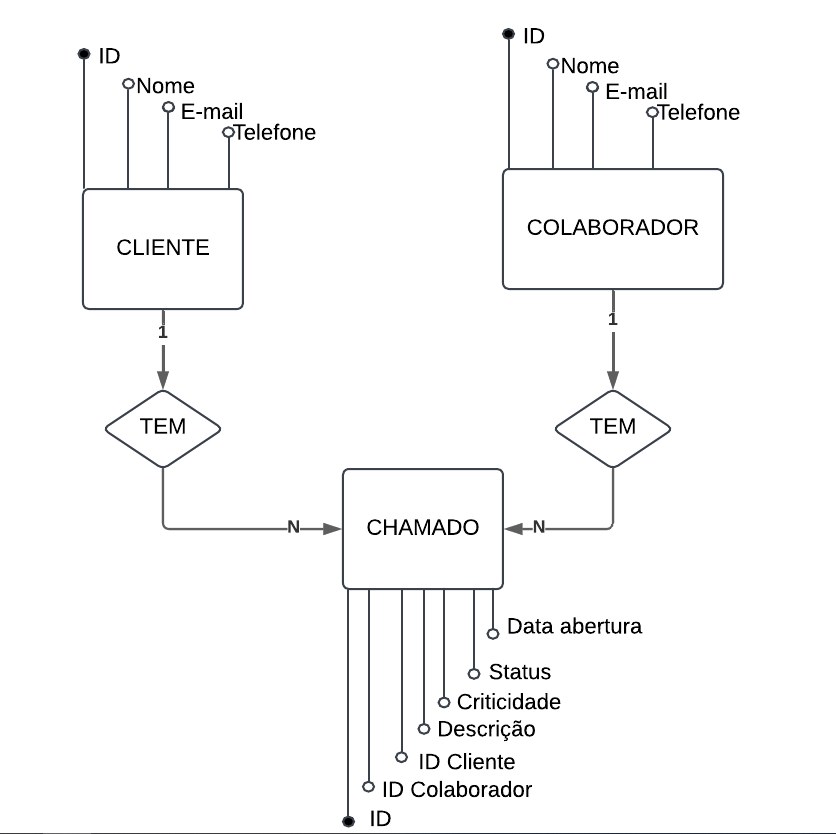 ID
Nome
E-mail
Telefone
CLIENTE
1
TEM
N
ID
Nome
E-mail
Telefone
COLABORADOR
1
TEM
N
CHAMADO
Data abertura
Status
Criticidade
Descrição
ID Cliente
ID Colaborador
ID